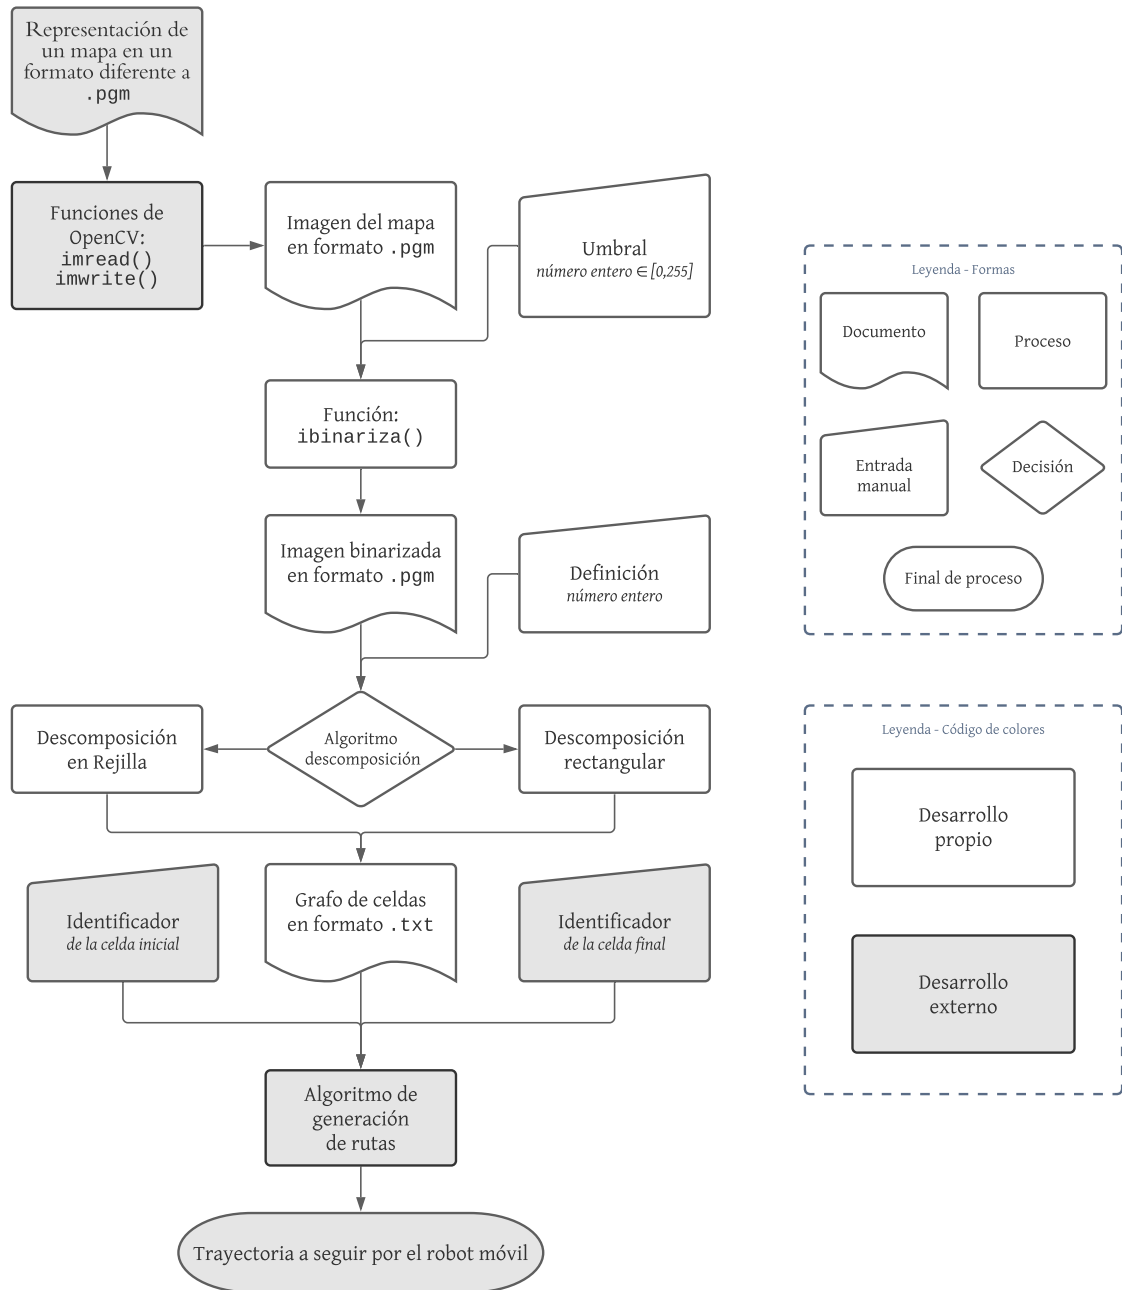 Representación de
un mapa en un
formato diferente a
.pgm
Funciones de
OpenCV:
imread()
imwrite()
Imagen del mapa
en formato .pgm
Umbral
número entero ∈ [0,255]
Función:
ibinariza()
Imagen binarizada
en formato .pgm
Definición
número entero
Descomposición
en Rejilla
Algoritmo
descomposición
Descomposición
rectangular
Identificador
de la celda inicial
Grafo de celdas
en formato .txt
Identificador
de la celda final
Algoritmo de
generación
de rutas
Trayectoria a seguir por el robot móvil
Leyenda - Formas
Documento
Proceso
Entrada
manual
Decisión
Final de proceso
Leyenda - Código de colores
Desarrollo
propio
Desarrollo
externo